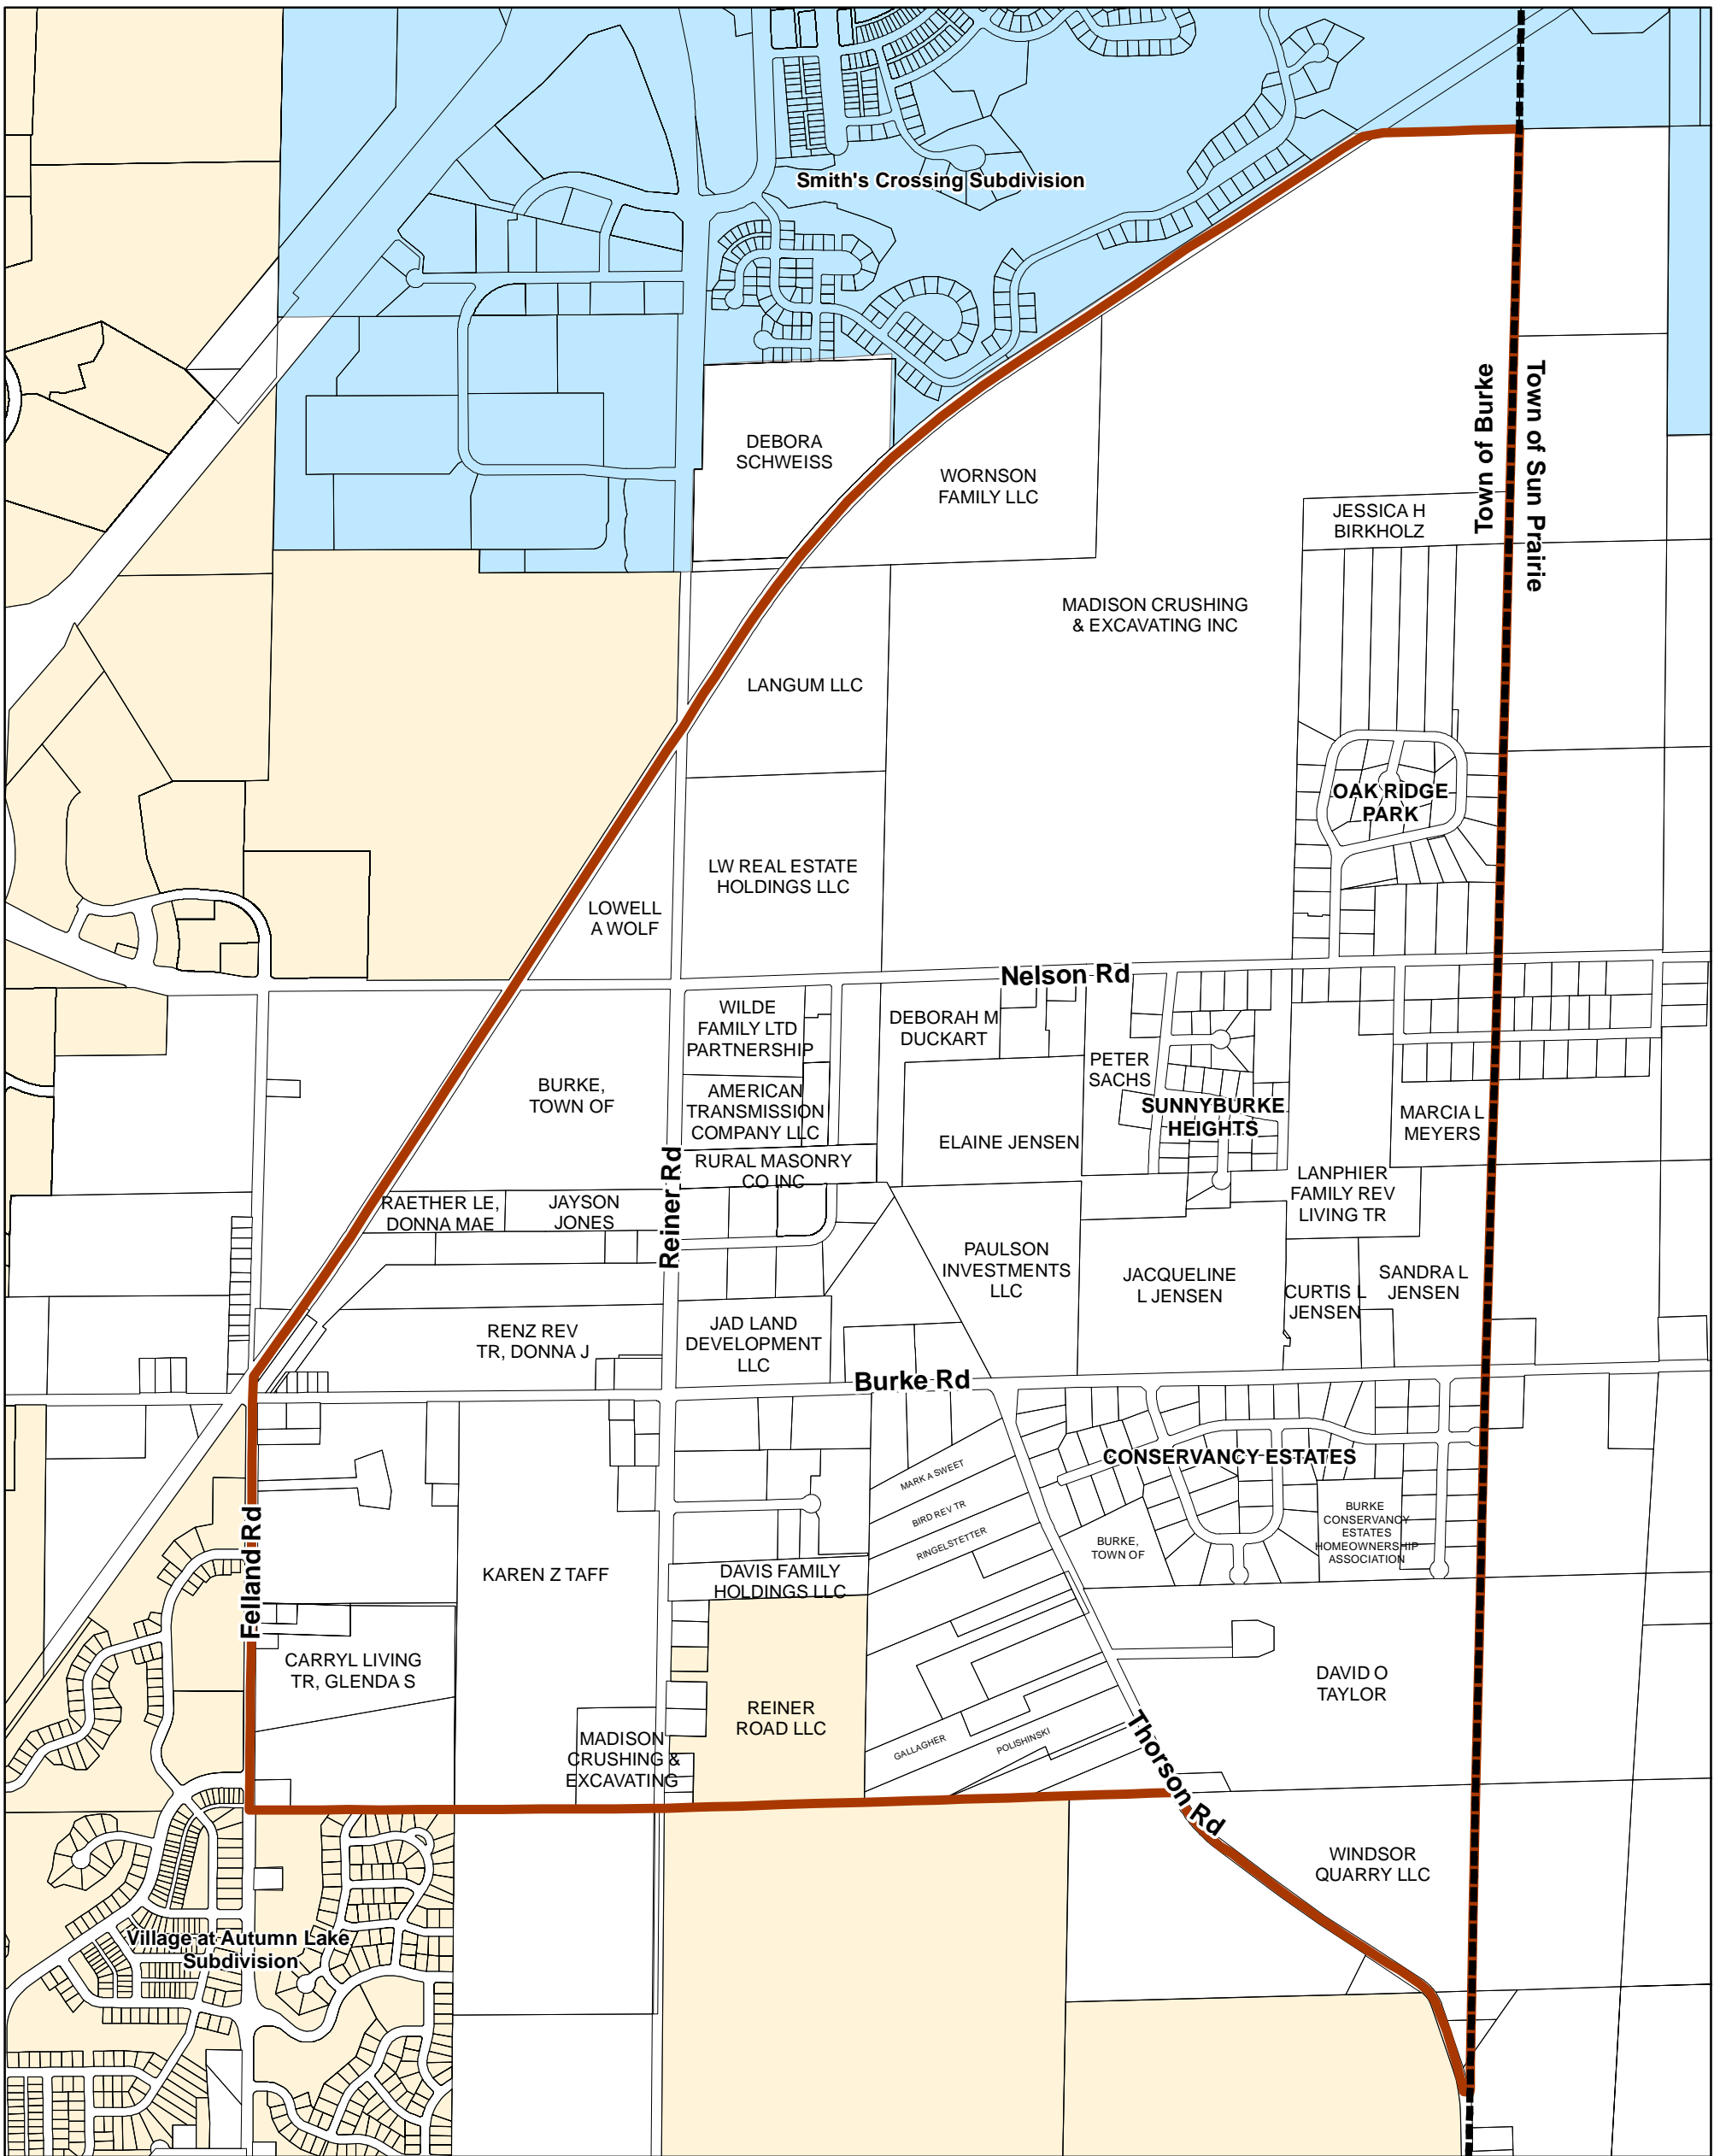 Smith's Crossing Subdivision
Town of Burke
Town of Sun Prairie
DEBORA
SCHWEISS
WORNSON
FAMILY LLC
JESSICA H
BIRKHOLZ
MADISON CRUSHING
& EXCAVATING INC
LANGUM LLC
OAK RIDGE
PARK
LW REAL ESTATE
HOLDINGS LLC
LOWELL
A WOLF
Nelson Rd
WILDE
FAMILY LTD
PARTNERSHIP
DEBORAH M
DUCKART
PETER
SACHS
BURKE,
TOWN OF
AMERICAN
TRANSMISSION
COMPANY LLC
SUNNYBURKE
HEIGHTS
MARCIA L
MEYERS
ELAINE JENSEN
Reiner Rd
RURAL MASONRY
CO INC
LANPHIER
FAMILY REV
LIVING TR
RAETHER LE,
DONNA MAE
JAYSON
JONES
PAULSON
INVESTMENTS
LLC
JACQUELINE
L JENSEN
CURTIS L
JENSEN
SANDRA L
JENSEN
RENZ REV
TR, DONNA J
JAD LAND
DEVELOPMENT
LLC
Burke Rd
CONSERVANCY ESTATES
MARK A SWEET
BIRD REV TR
RINGELSTETTER
BURKE,
TOWN OF
BURKE
CONSERVANCY
ESTATES
HOMEOWNERSHIP
ASSOCIATION
Felland Rd
KAREN Z TAFF
DAVIS FAMILY
HOLDINGS LLC
CARRYL LIVING
TR, GLENDA S
DAVID O
TAYLOR
REINER
ROAD LLC
MADISON
CRUSHING &
EXCAVATING
GALLAGHER
POLISHINSKI
Thorson Rd
WINDSOR
QUARRY LLC
Village at Autumn Lake
Subdivision